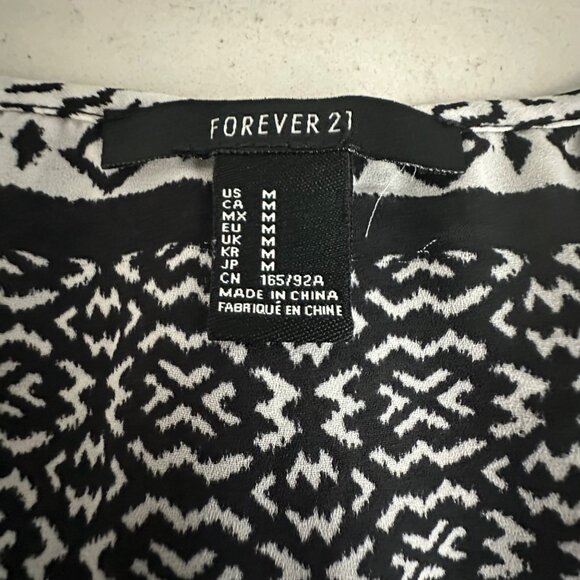 FOREVER 21
US M
CA M
MX M
EU M
UK M
KR M
JP M
CN 165/92A
MADE IN CHINA
FABRIQUÉ EN CHINE